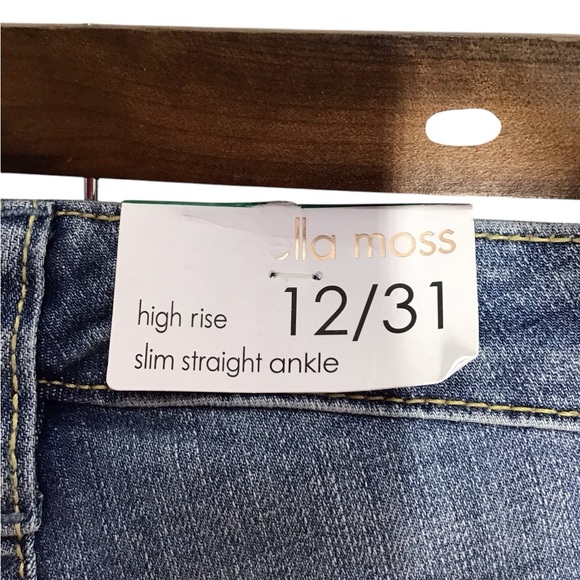 ella moss
12/31
high rise
slim straight ankle